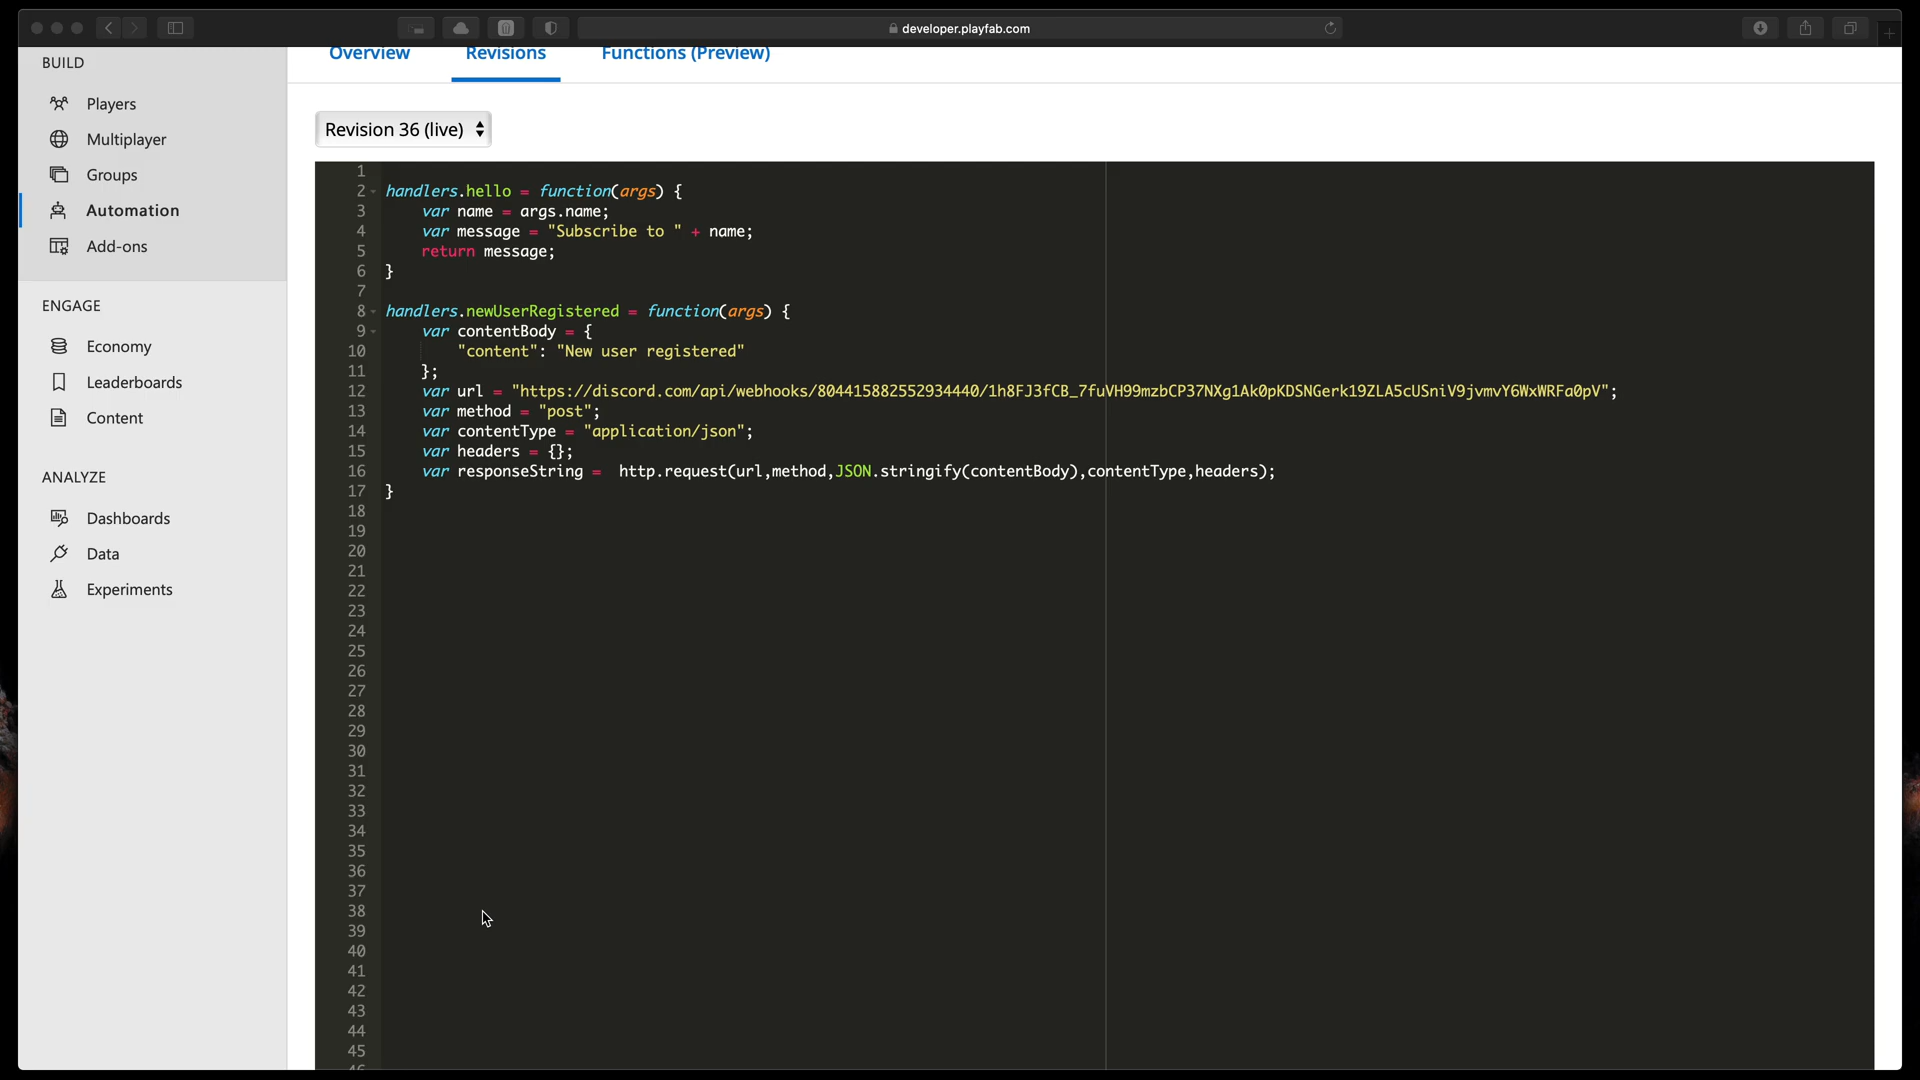 developer.playfab.com
BUILD
Players
Multiplayer
Groups
Automation
Add-ons
ENGAGE
Economy
Leaderboards
Content
ANALYZE
Dashboards
Data
Experiments
Overview Revisions Functions (Preview)
Revision 36 (live)
1
2 handlers.hello = function(args) {
3 var name = args.name;
4 var message = "Subscribe to " + name;
5 return message;
6 }
7
8 handlers.newUserRegistered = function(args) {
9 var contentBody = {
10 "content": "New user registered"
11 };
12 var url = "https://discord.com/api/webhooks/804415882552934440/1h8FJ3fCB_7fuVH99mzbCP37NXg1Ak0pKDSNGerk19ZLA5cUSniV9jvmvY6WxWRFa0pV";
13 var method = "post";
14 var contentType = "application/json";
15 var headers = {};
16 var responseString =  http.request(url,method,JSON.stringify(contentBody),contentType,headers);
17 }
18
19
20
21
22
23
24
25
26
27
28
29
30
31
32
33
34
35
36
37
38
39
40
41
42
43
44
45
46